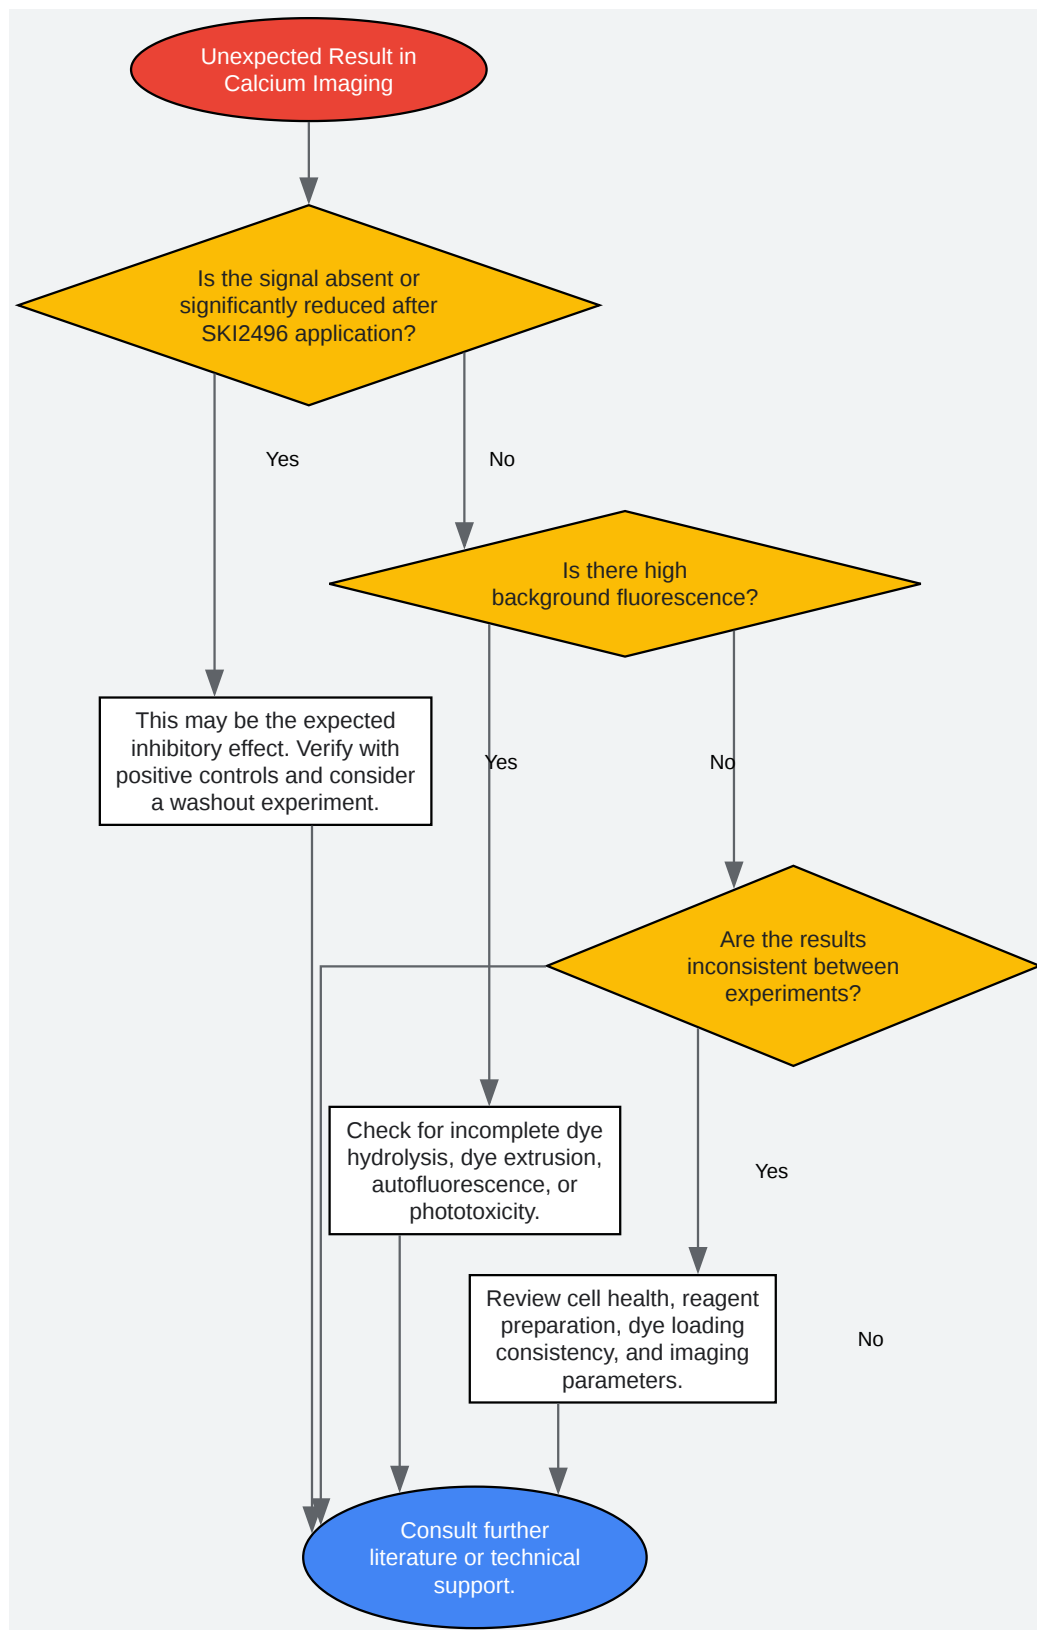 Unexpected Result in
Calcium Imaging
Is the signal absent or
significantly reduced after
SKI2496 application?
Yes
No
Is there high
background fluorescence?
This may be the expected
inhibitory effect. Verify with
positive controls and consider
a washout experiment.
Yes
No
Are the results
inconsistent between
experiments?
Check for incomplete dye
hydrolysis, dye extrusion,
autofluorescence, or
phototoxicity.
Yes
Review cell health, reagent
preparation, dye loading
consistency, and imaging
parameters.
No
Consult further
literature or technical
support.